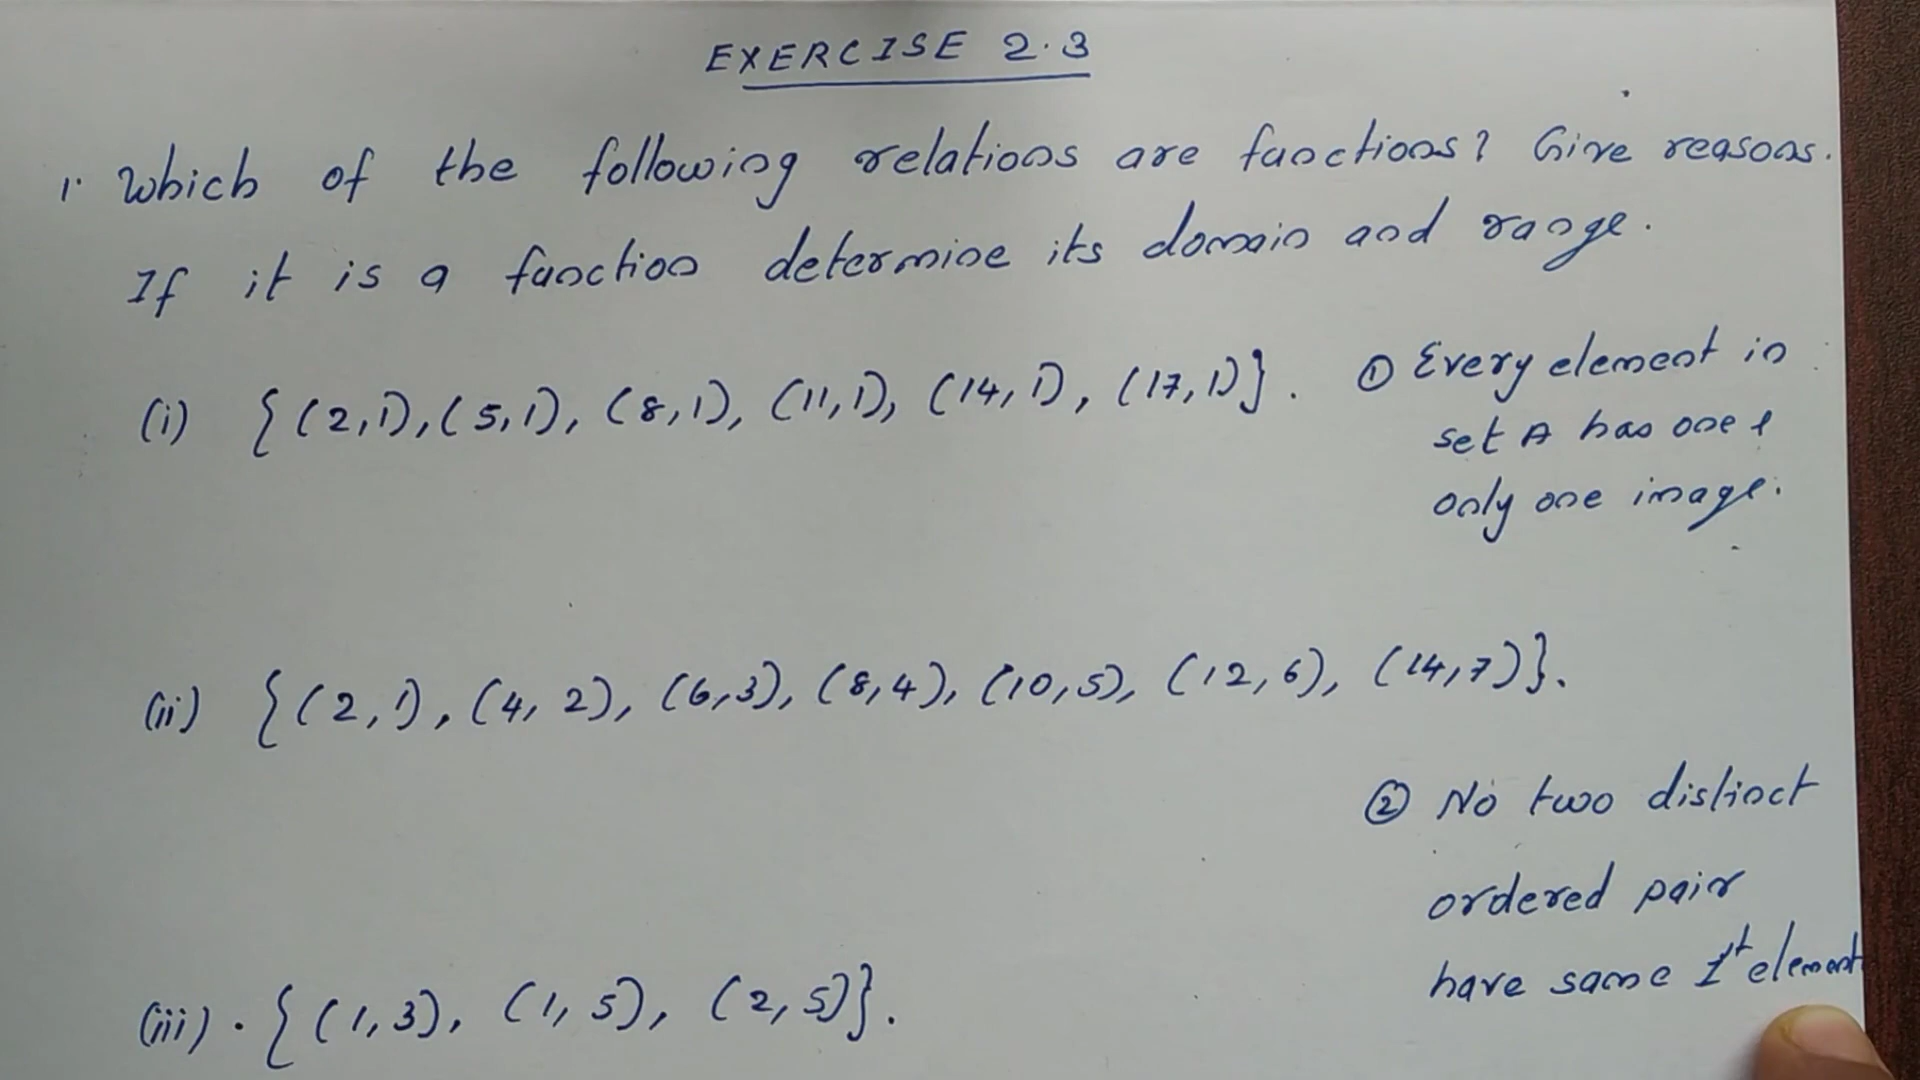 EXERCISE 2.3
1. Which of the following relations are functions? Give reasons.
If it is a function determine its domain and range.
(i) {(2,1),(5,1), (8,1), (11,1), (14,1), (17,1)}.
① Every element in
set A has one &
only one image.
(ii) {(2,1), (4,2), (6,3), (8,4), (10,5), (12,6), (14,7)}.
② No two distinct
ordered pair
have same 1st element
(iii) . {(1,3), (1,5), (2,5)}.